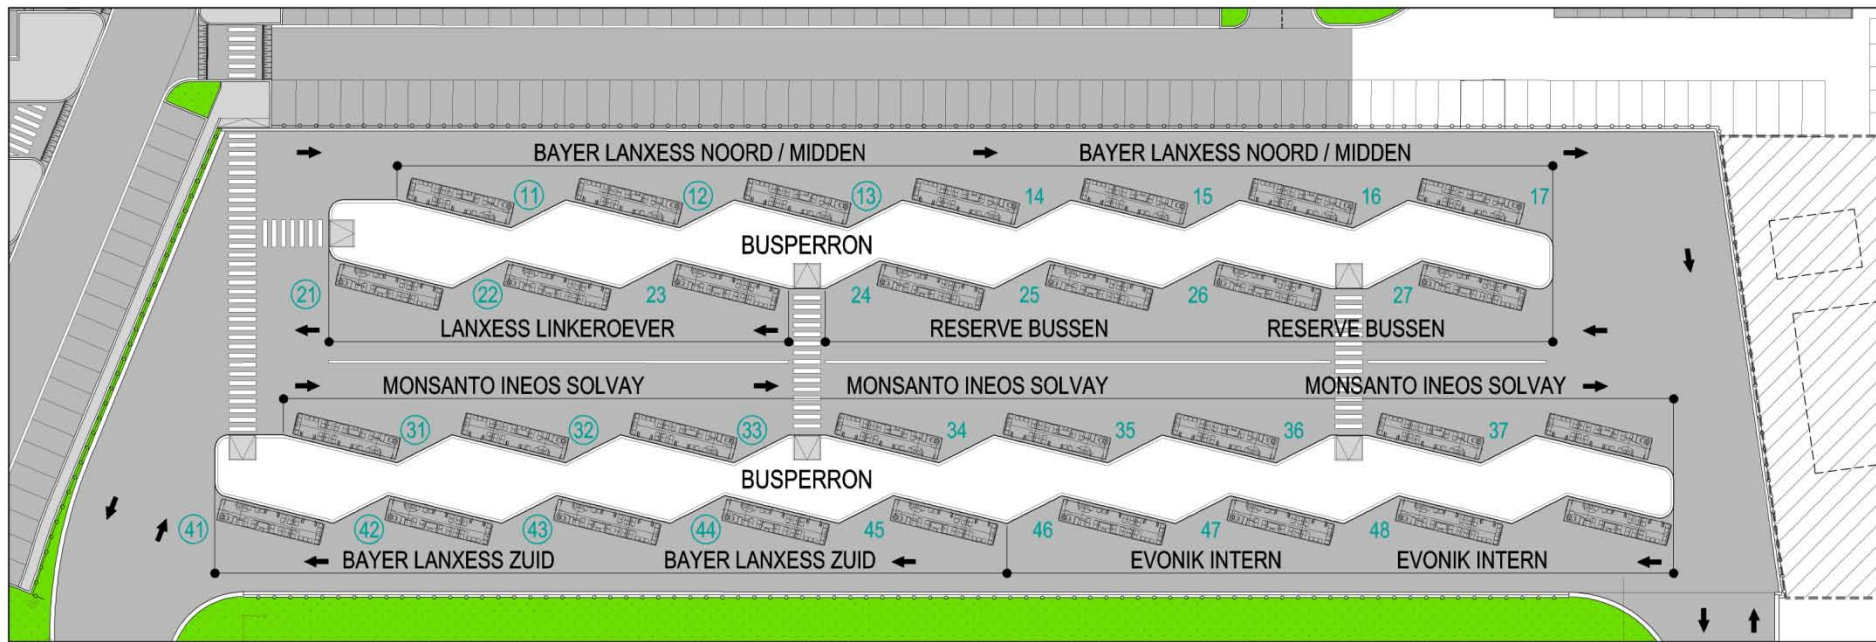 BAYER LANXESS NOORD / MIDDEN BAYER LANXESS NOORD / MIDDEN
11 12 13 14 15 16 17
BUSPERRON
21 22 23 24 25 26 27
LANXESS LINKEROEVER RESERVE BUSSEN RESERVE BUSSEN
MONSANTO INEOS SOLVAY MONSANTO INEOS SOLVAY MONSANTO INEOS SOLVAY
31 32 33 34 35 36 37
BUSPERRON
41 42 43 44 45 46 47 48
BAYER LANXESS ZUID BAYER LANXESS ZUID EVONIK INTERN EVONIK INTERN